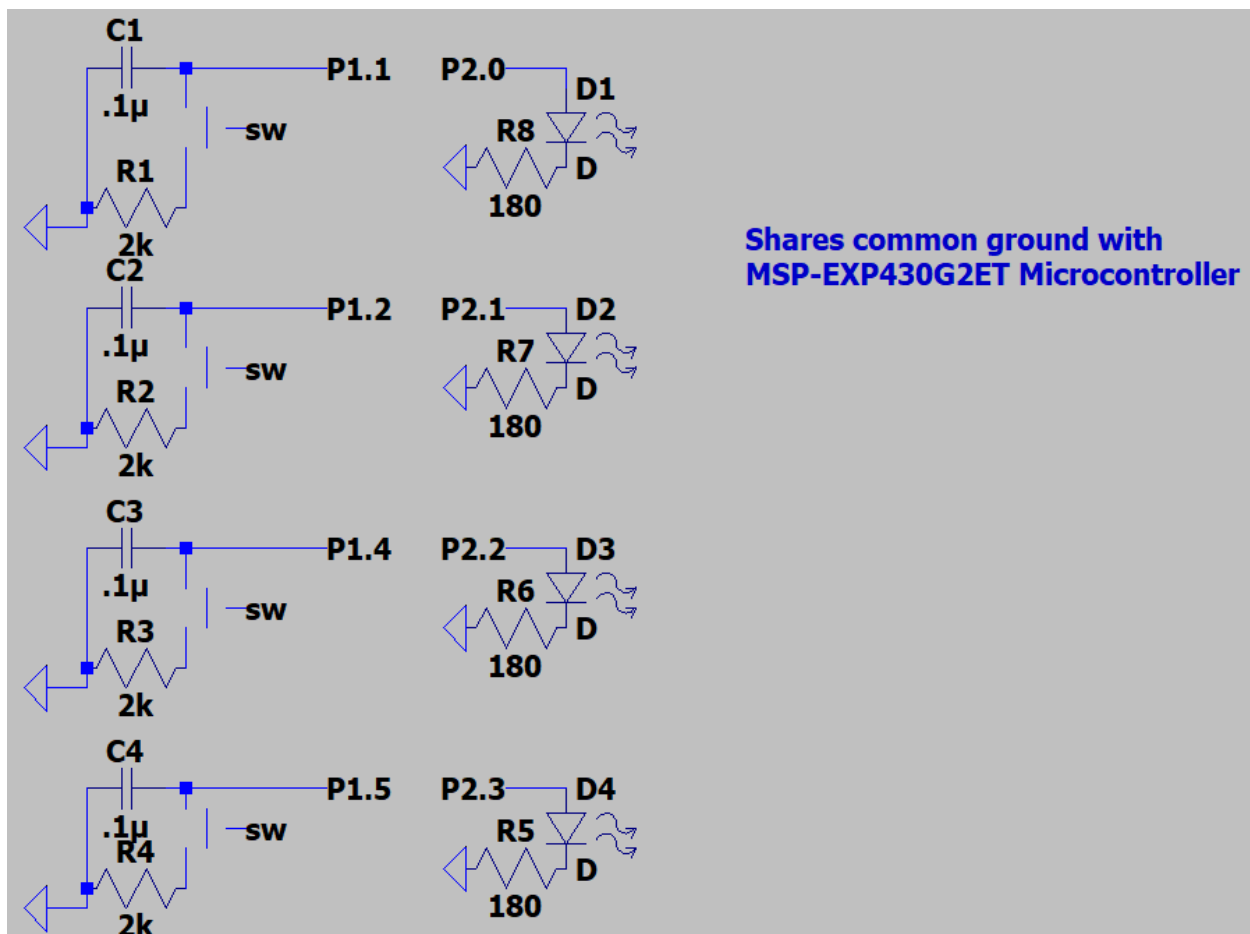 C1
.1µ
P1.1
P2.0
D1
sw
R8
R1
D
180
2k
Shares common ground with
MSP-EXP430G2ET Microcontroller
C2
.1µ
P1.2
P2.1
D2
sw
R7
R2
D
180
2k
C3
.1µ
P1.4
P2.2
D3
sw
R6
R3
D
180
2k
C4
.1µ
P1.5
P2.3
D4
sw
R5
R4
D
180
2k